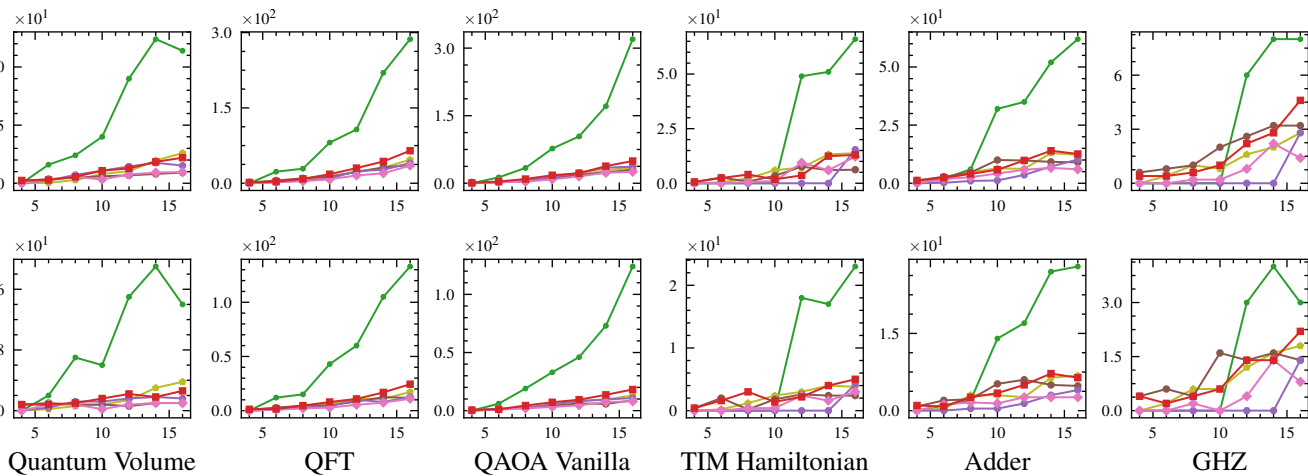 ×10¹ ×10² ×10² ×10¹ ×10¹
3.0 3.0 5.0 5.0 6
1.5 1.5 2.5 2.5 3
0.0 0.0 0.0 0.0 0
5 10 15 5 10 15 5 10 15 5 10 15 5 10 15 5 10 15
×10¹ ×10² ×10² ×10¹ ×10¹
1.0 1.0 2 1.5 3.0
0.5 0.5 1 1.5
0.0 0.0 0 0.0 0.0
5 10 15 5 10 15 5 10 15 5 10 15 5 10 15 5 10 15
Quantum Volume QFT QAOA Vanilla TIM Hamiltonian Adder GHZ